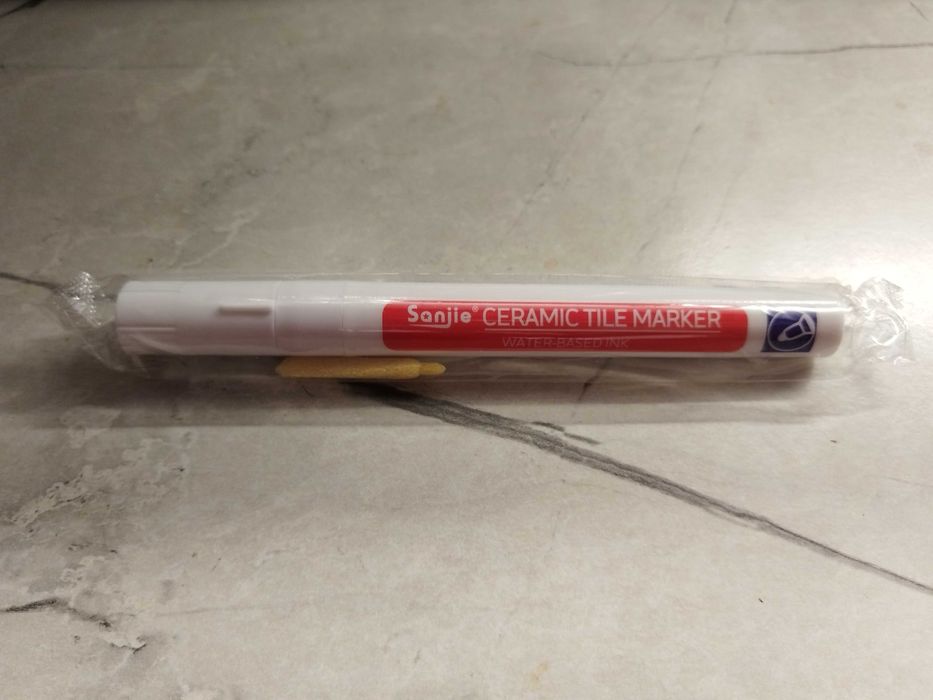 Sanjie® CERAMIC TILE MARKER
WATER-BASED INK